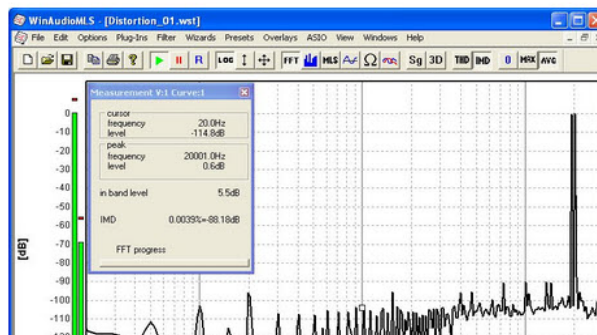 WinAudioMLS - [Distortion_01.wst]
File Edit Options Plug-Ins Filter Wizards Presets Overlays ASIO View Windows Help
R LOG FFT MLS Ω Sg 3D THD IMD 0 MAX AVG
Measurement V:1 Curve:1
cursor
frequency 20.0Hz
level -114.8dB
peak
frequency 20001.0Hz
level 0.6dB
in band level 5.5dB
IMD 0.0039%=-88.18dB
FFT progress
[dB]
0
-10
-20
-30
-40
-50
-60
-70
-80
-90
-100
-110
-120